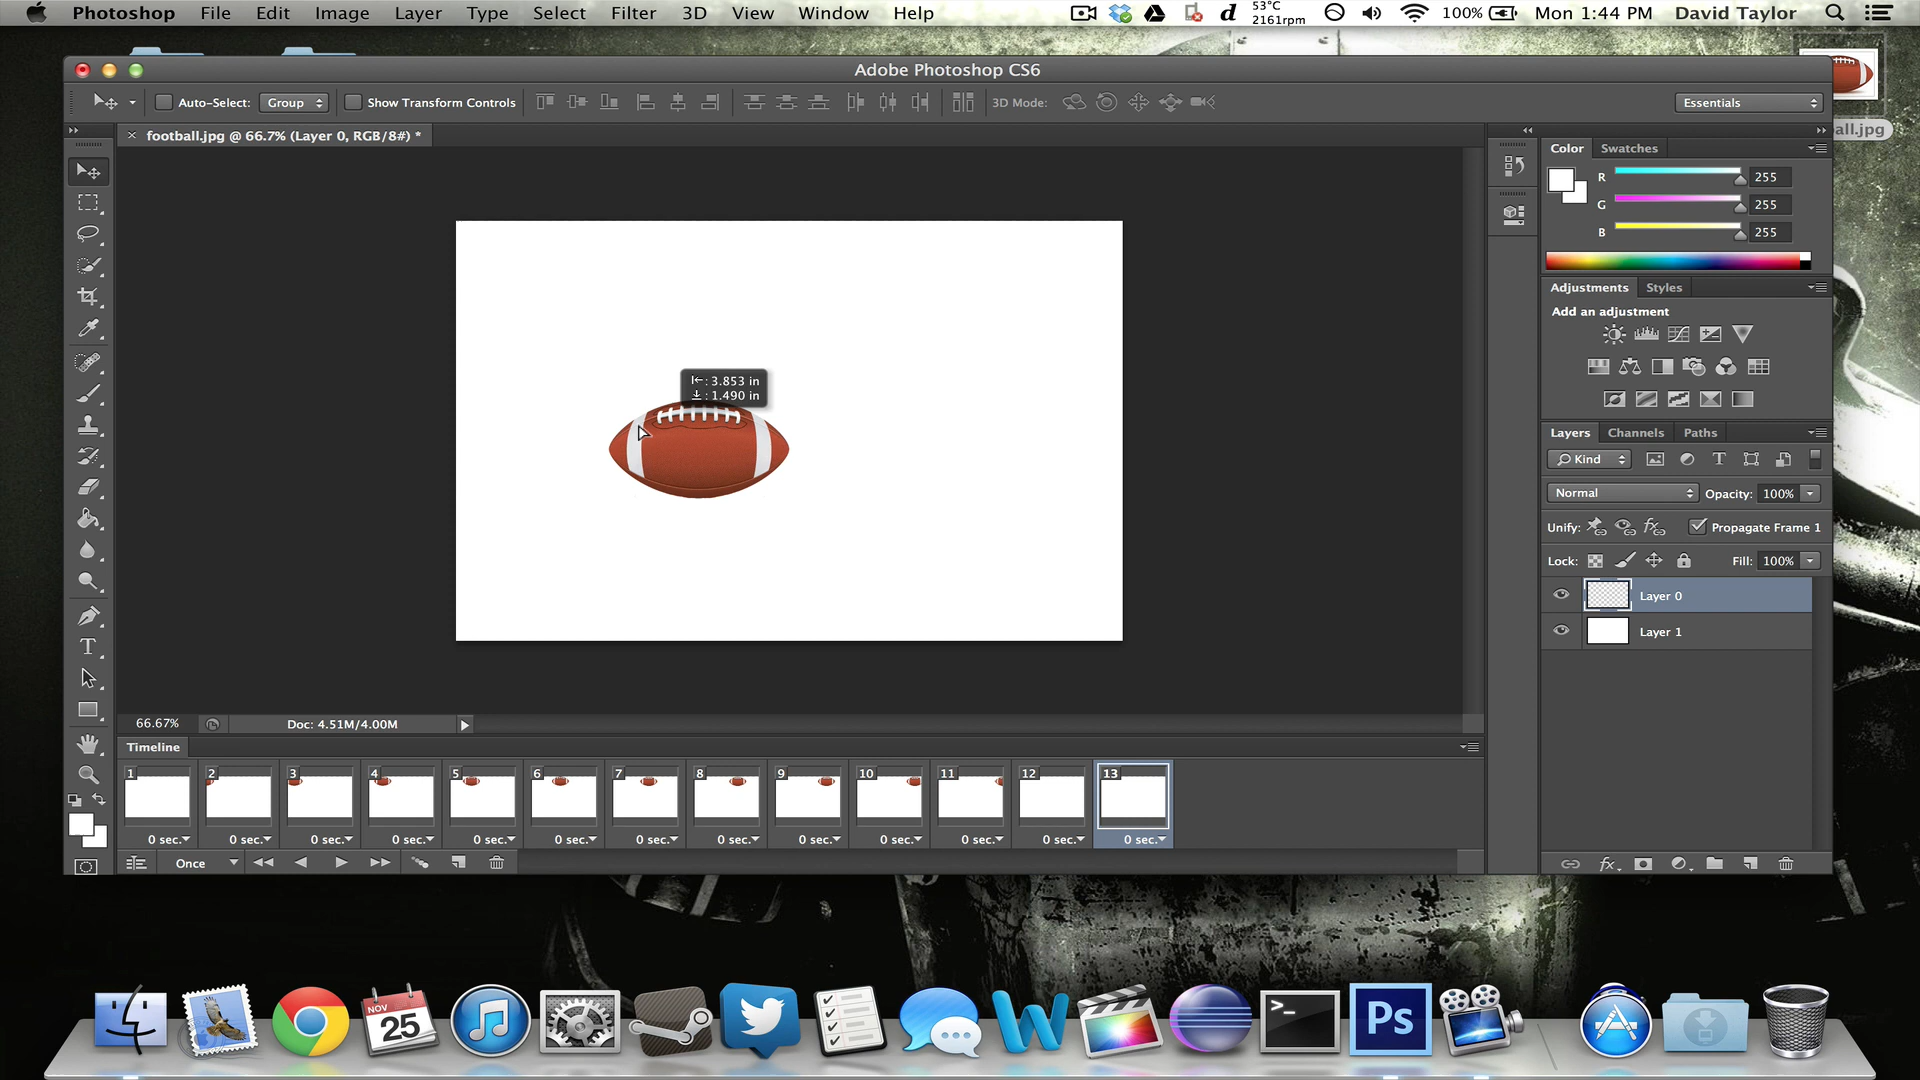 Photoshop File Edit Image Layer Type Select Filter 3D View Window Help
53°C
2161rpm
100% Mon 1:44 PM David Taylor
Adobe Photoshop CS6
Auto-Select: Group Show Transform Controls 3D Mode: Essentials
football.jpg @ 66.7% (Layer 0, RGB/8#) *
all.jpg
Color Swatches
R 255
G 255
B 255
Adjustments Styles
Add an adjustment
: 3.853 in
: 1.490 in
Layers Channels Paths
Kind
Normal Opacity: 100%
Unify: Propagate Frame 1
Lock: Fill: 100%
Layer 0
Layer 1
66.67% Doc: 4.51M/4.00M
Timeline
1 2 3 4 5 6 7 8 9 10 11 12 13
0 sec. 0 sec. 0 sec. 0 sec. 0 sec. 0 sec. 0 sec. 0 sec. 0 sec. 0 sec. 0 sec. 0 sec. 0 sec.
Once
NOV
25
Ps